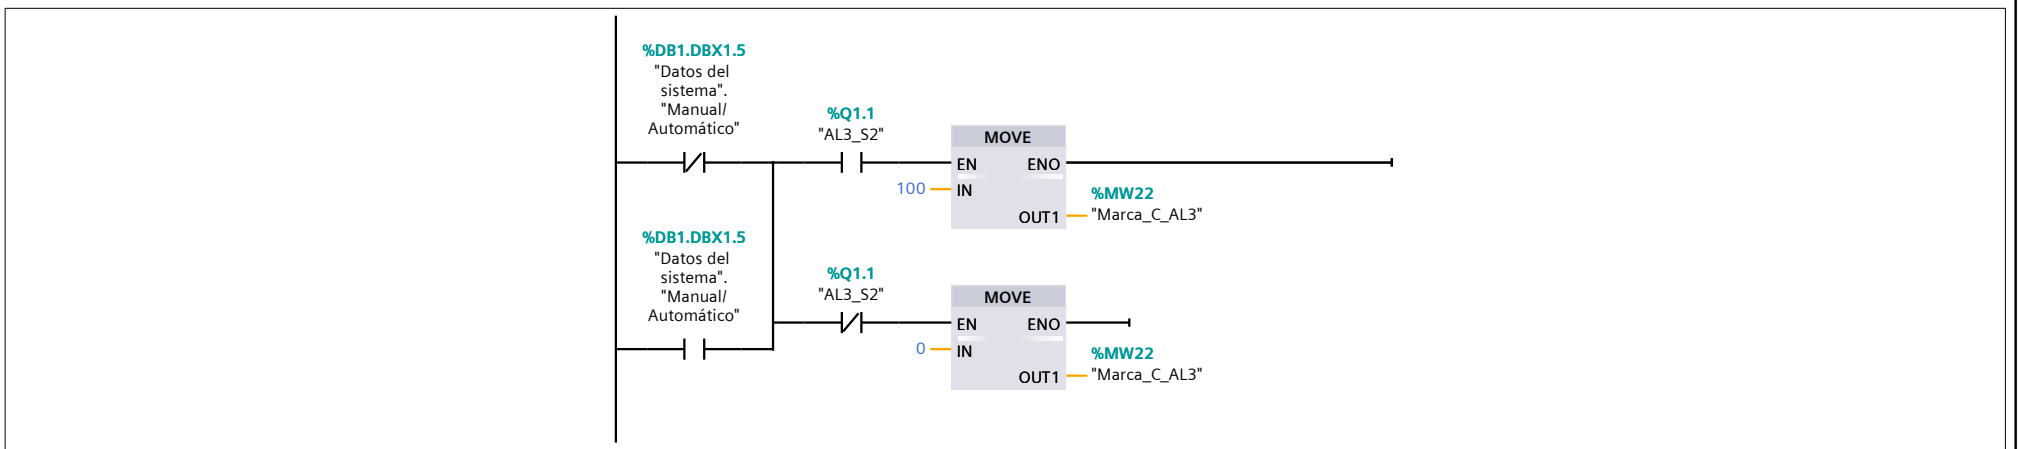 %DB1.DBX1.5
"Datos del
sistema".
"Manual/
Automático"
%Q1.1
"AL3_S2"
MOVE
EN ENO
100 IN
%MW22
OUT1 "Marca_C_AL3"
%DB1.DBX1.5
"Datos del
sistema".
"Manual/
Automático"
%Q1.1
"AL3_S2"
MOVE
EN ENO
0 IN
%MW22
OUT1 "Marca_C_AL3"